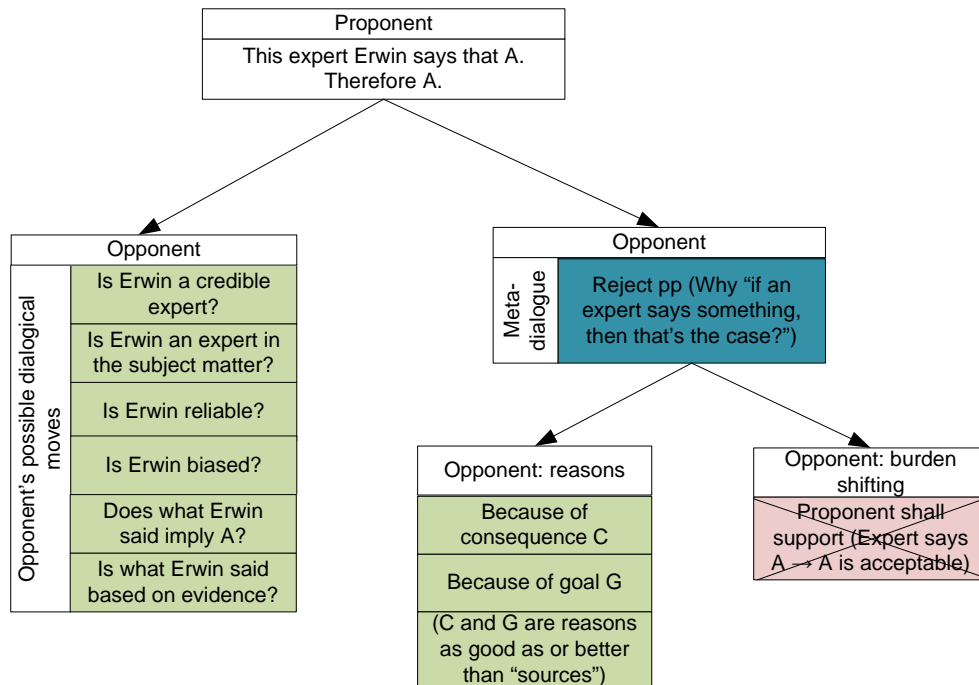 Proponent
This expert Erwin says that A.
Therefore A.
Opponent
Opponent's possible dialogical
moves
Is Erwin a credible
expert?
Is Erwin an expert in
the subject matter?
Is Erwin reliable?
Is Erwin biased?
Does what Erwin
said imply A?
Is what Erwin said
based on evidence?
Opponent
Meta-
dialogue
Reject pp (Why “if an
expert says something,
then that’s the case?”)
Opponent: reasons
Because of
consequence C
Because of goal G
(C and G are reasons
as good as or better
than “sources”)
Opponent: burden
shifting
Proponent shall
support (Expert says
A → A is acceptable)